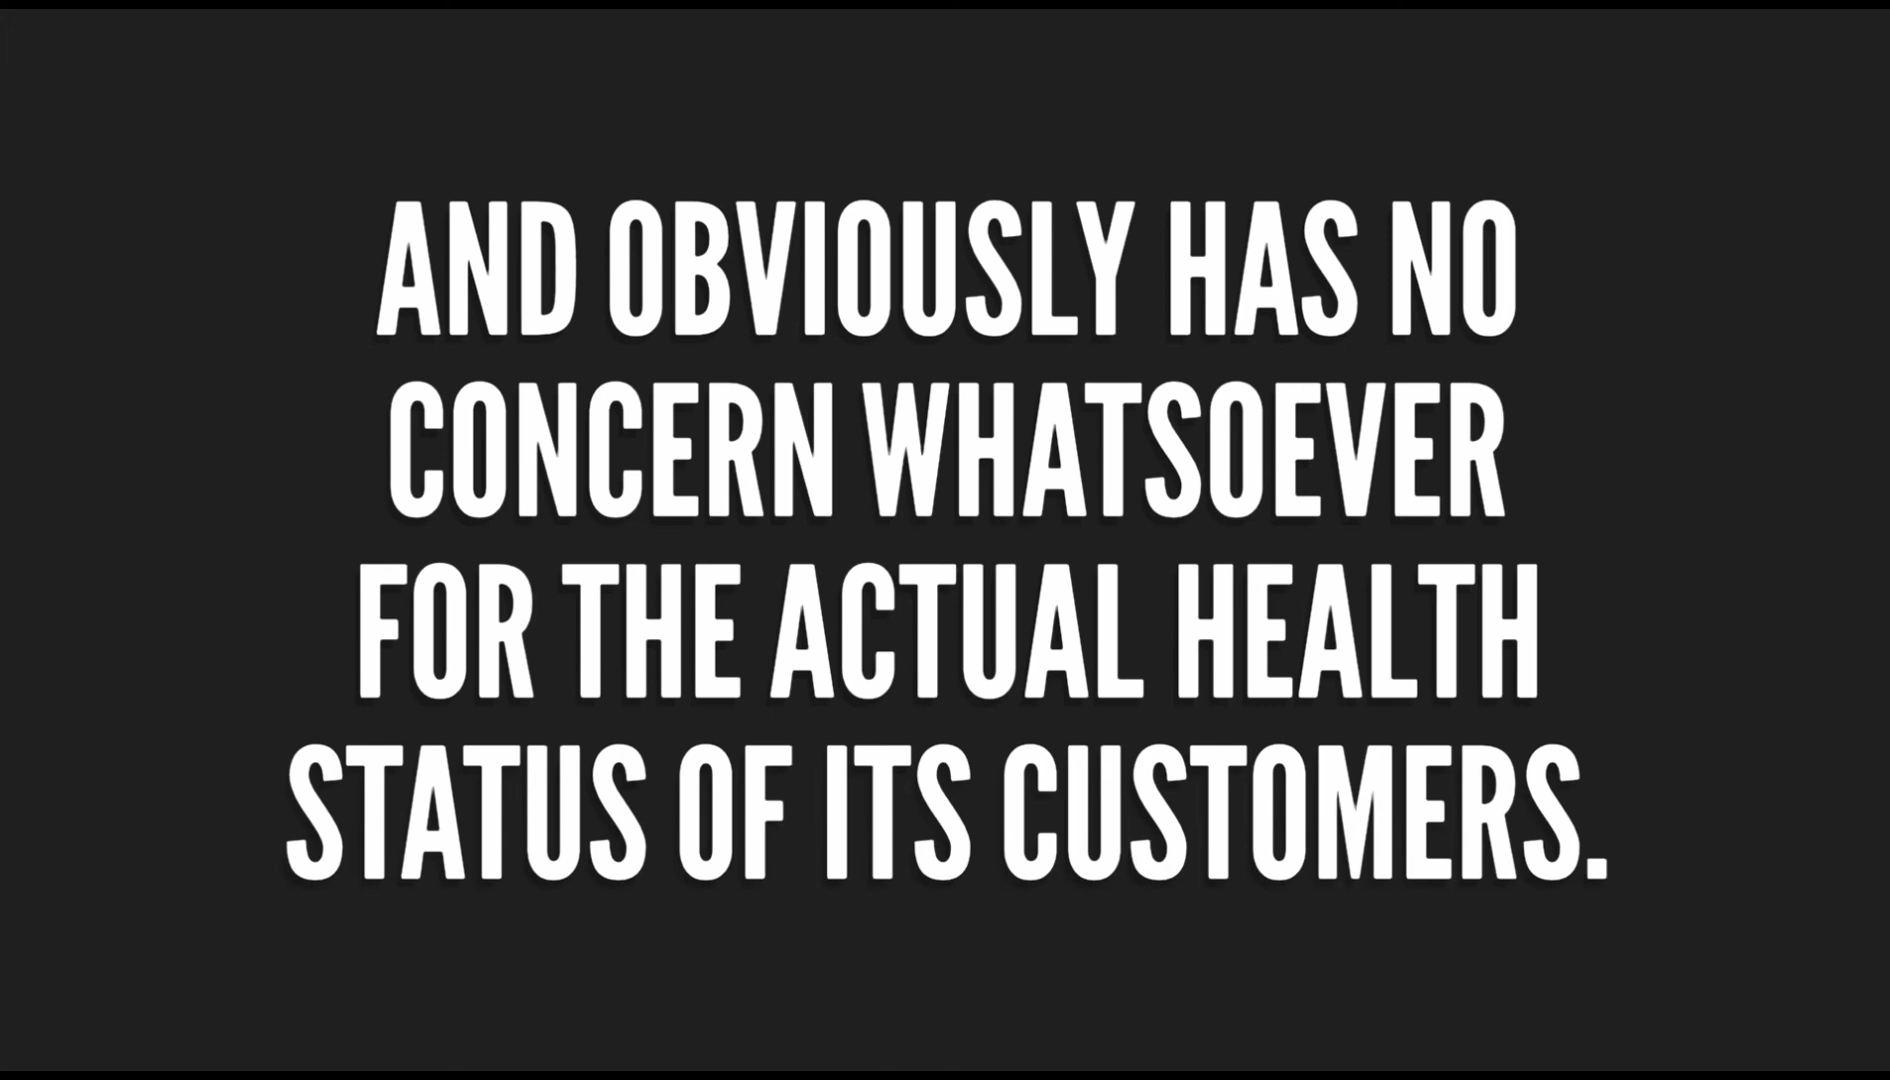 AND OBVIOUSLY HAS NO
CONCERN WHATSOEVER
FOR THE ACTUAL HEALTH
STATUS OF ITS CUSTOMERS.